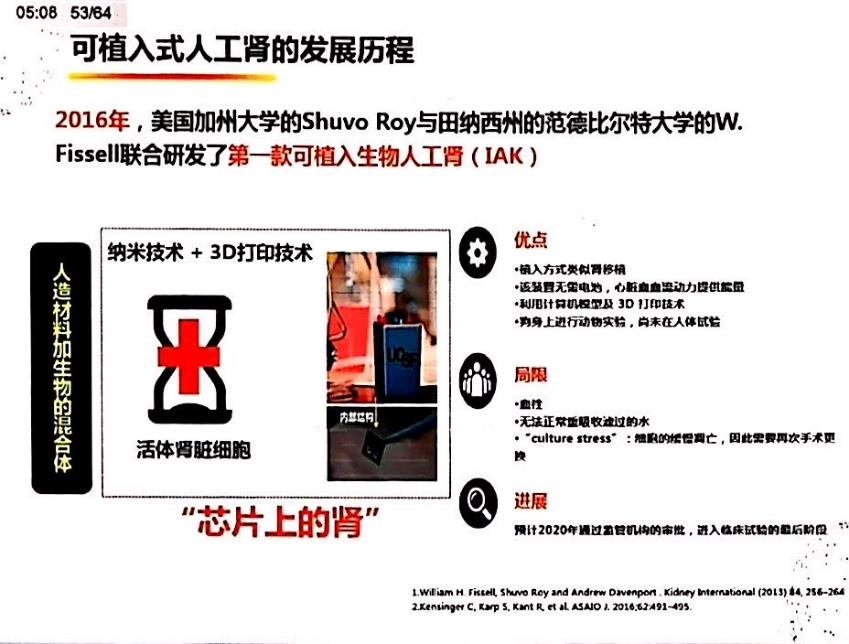 05:08 53/64
可植入式人工肾的发展历程
2016年，美国加州大学的Shuvo Roy与田纳西州的范德比尔特大学的W.
Fissell联合研发了第一款可植入生物人工肾（IAK）
人造材料加生物的混合体
纳米技术 + 3D打印技术
UCSF
内部结构
活体肾脏细胞
“芯片上的肾”
优点
•植入方式类似肾移植
•该装置无需电池，心脏血血流动力提供能量
•利用计算机模型及 3D 打印技术
•狗身上进行动物实验，尚未在人体试验
局限
•血栓
•无法正常重吸收滤过的水
•“culture stress”：细胞的缓慢凋亡，因此需要再次手术更
换
进展
预计2020年通过监管机构的审批，进入临床试验的最后阶段
1.William H. Fissell, Shuvo Roy and Andrew Davenport . Kidney International (2013) 84, 256–264
2.Kensinger C, Karp S, Kant R, et al. ASAIO J. 2016;62:491–495.